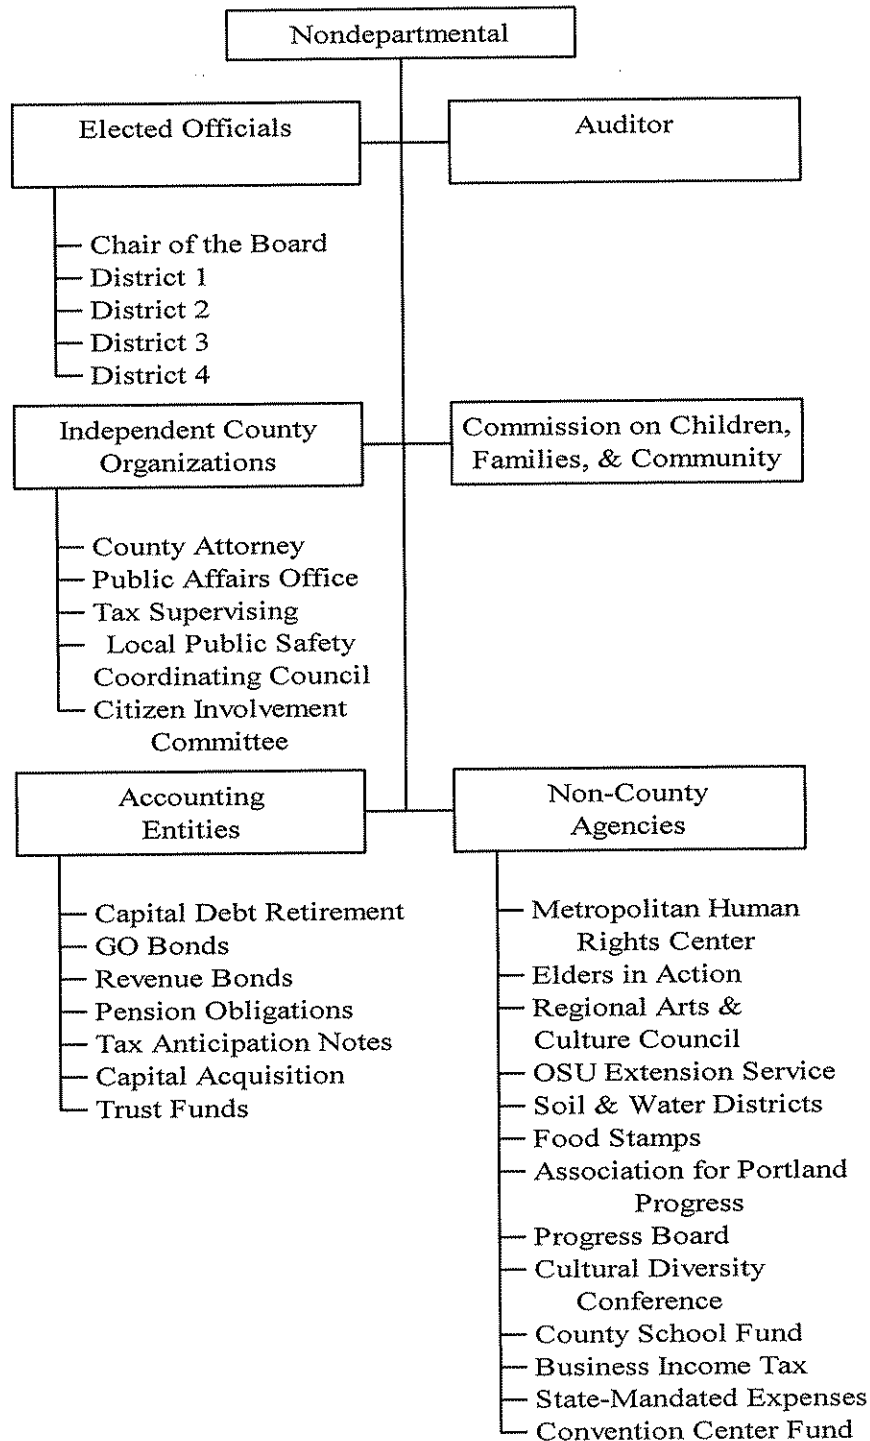 Nondepartmental
Elected Officials
Auditor
Chair of the Board
District 1
District 2
District 3
District 4
Independent County
Organizations
Commission on Children,
Families, & Community
County Attorney
Public Affairs Office
Tax Supervising
Local Public Safety
Coordinating Council
Citizen Involvement
Committee
Accounting
Entities
Non-County
Agencies
Capital Debt Retirement
GO Bonds
Revenue Bonds
Pension Obligations
Tax Anticipation Notes
Capital Acquisition
Trust Funds
Metropolitan Human
Rights Center
Elders in Action
Regional Arts &
Culture Council
OSU Extension Service
Soil & Water Districts
Food Stamps
Association for Portland
Progress
Progress Board
Cultural Diversity
Conference
County School Fund
Business Income Tax
State-Mandated Expenses
Convention Center Fund